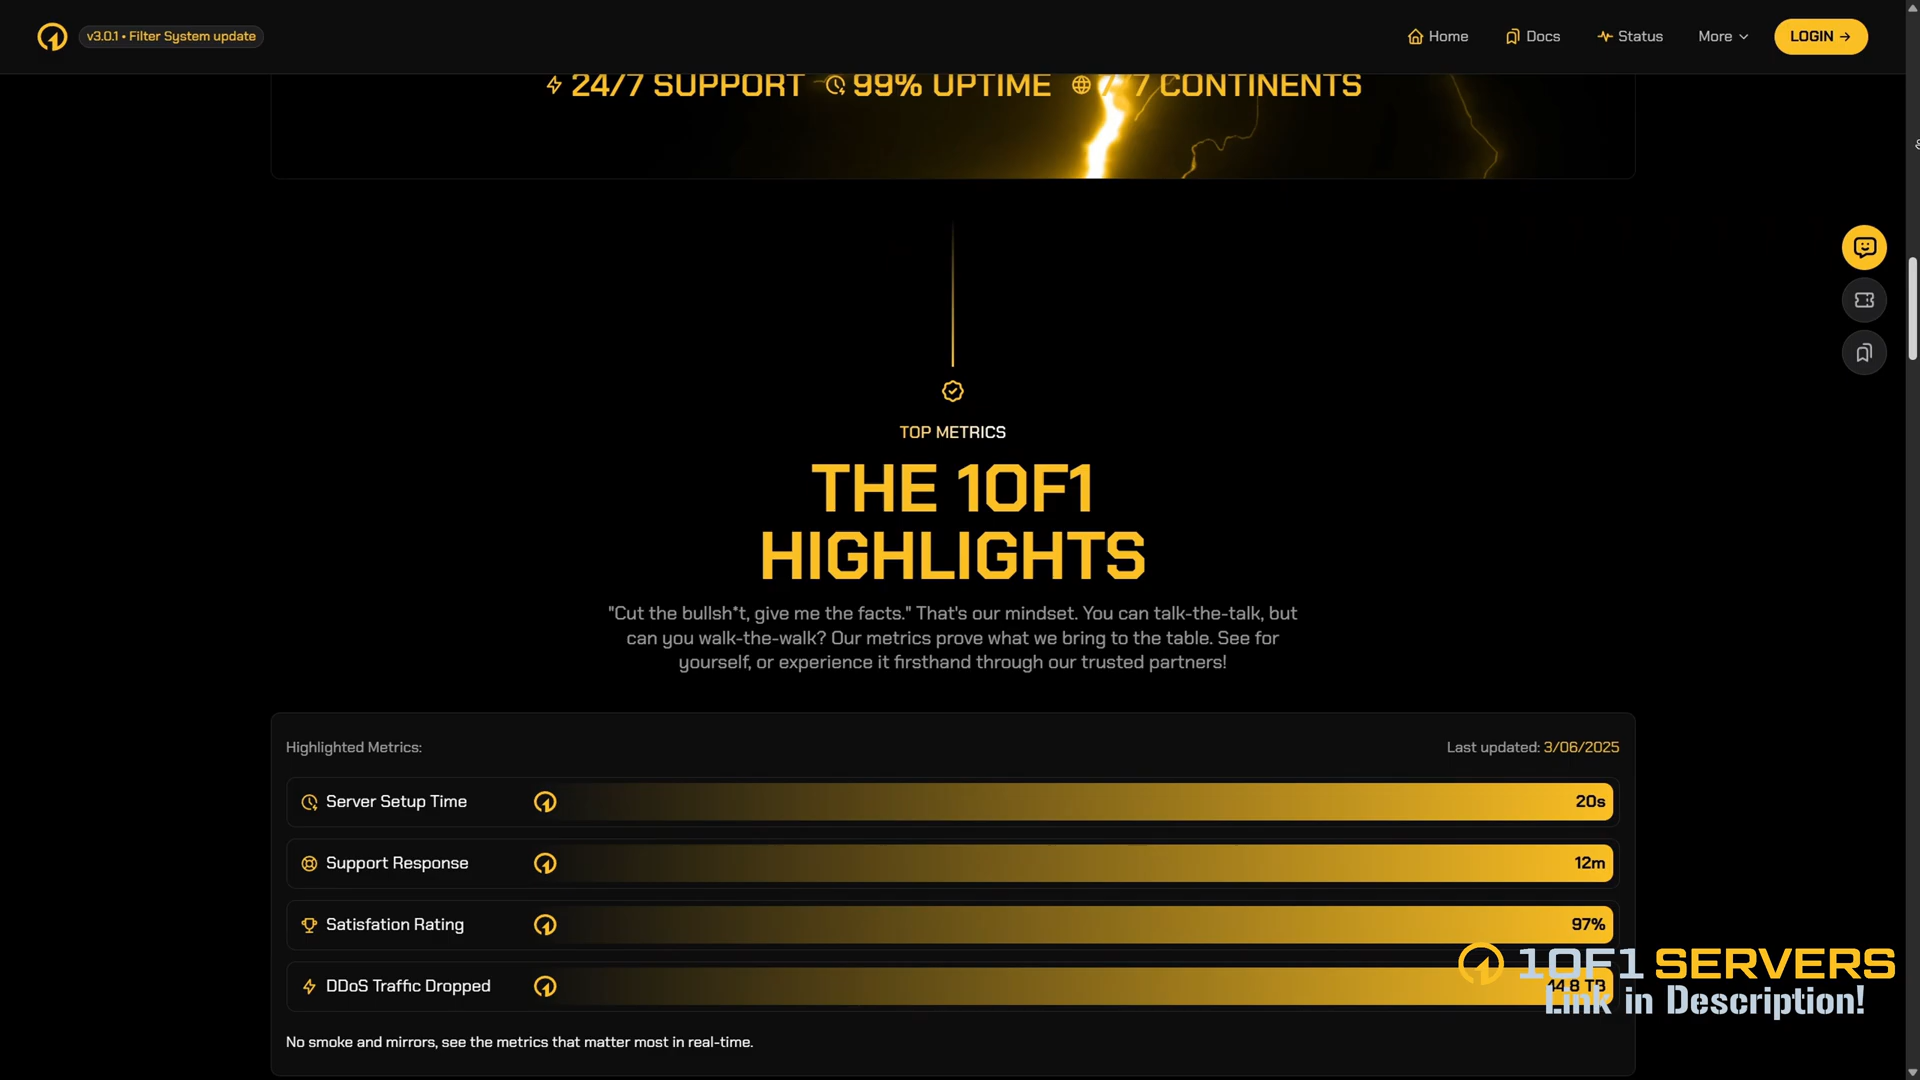 v3.0.1 • Filter System update
Home
Docs
Status
More
LOGIN →
24/7 SUPPORT
99% UPTIME
7 CONTINENTS
TOP METRICS
THE 1OF1
HIGHLIGHTS
"Cut the bullsh*t, give me the facts." That's our mindset. You can talk-the-talk, but
can you walk-the-walk? Our metrics prove what we bring to the table. See for
yourself, or experience it firsthand through our trusted partners!
Highlighted Metrics:
Last updated: 3/06/2025
Server Setup Time
20s
Support Response
12m
Satisfation Rating
97%
DDoS Traffic Dropped
1OF1 SERVERS
Link in Description!
No smoke and mirrors, see the metrics that matter most in real-time.